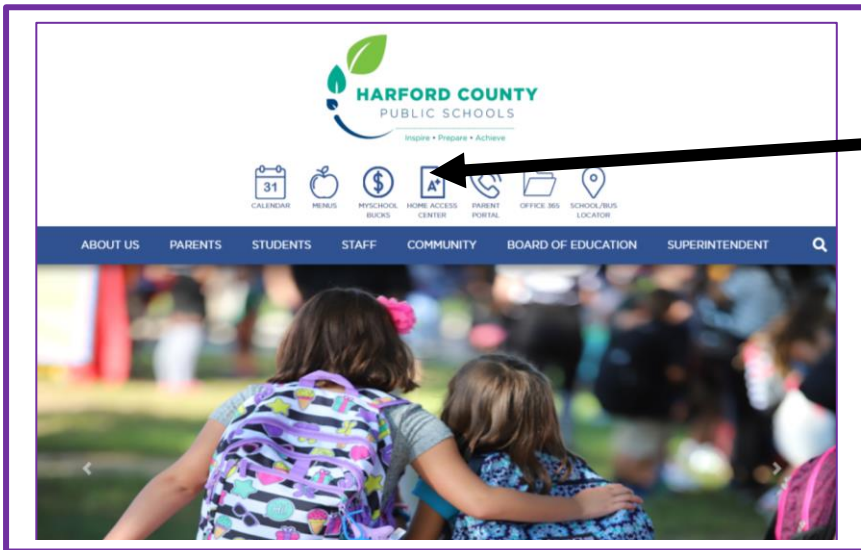 HARFORD COUNTY
PUBLIC SCHOOLS
Inspire • Prepare • Achieve
31
A+
$
CALENDAR
MENUS
MYSCHOOL BUCKS
HOME ACCESS CENTER
PARENT PORTAL
OFFICE 365
SCHOOL/BUS LOCATOR
ABOUT US PARENTS STUDENTS STAFF COMMUNITY BOARD OF EDUCATION SUPERINTENDENT